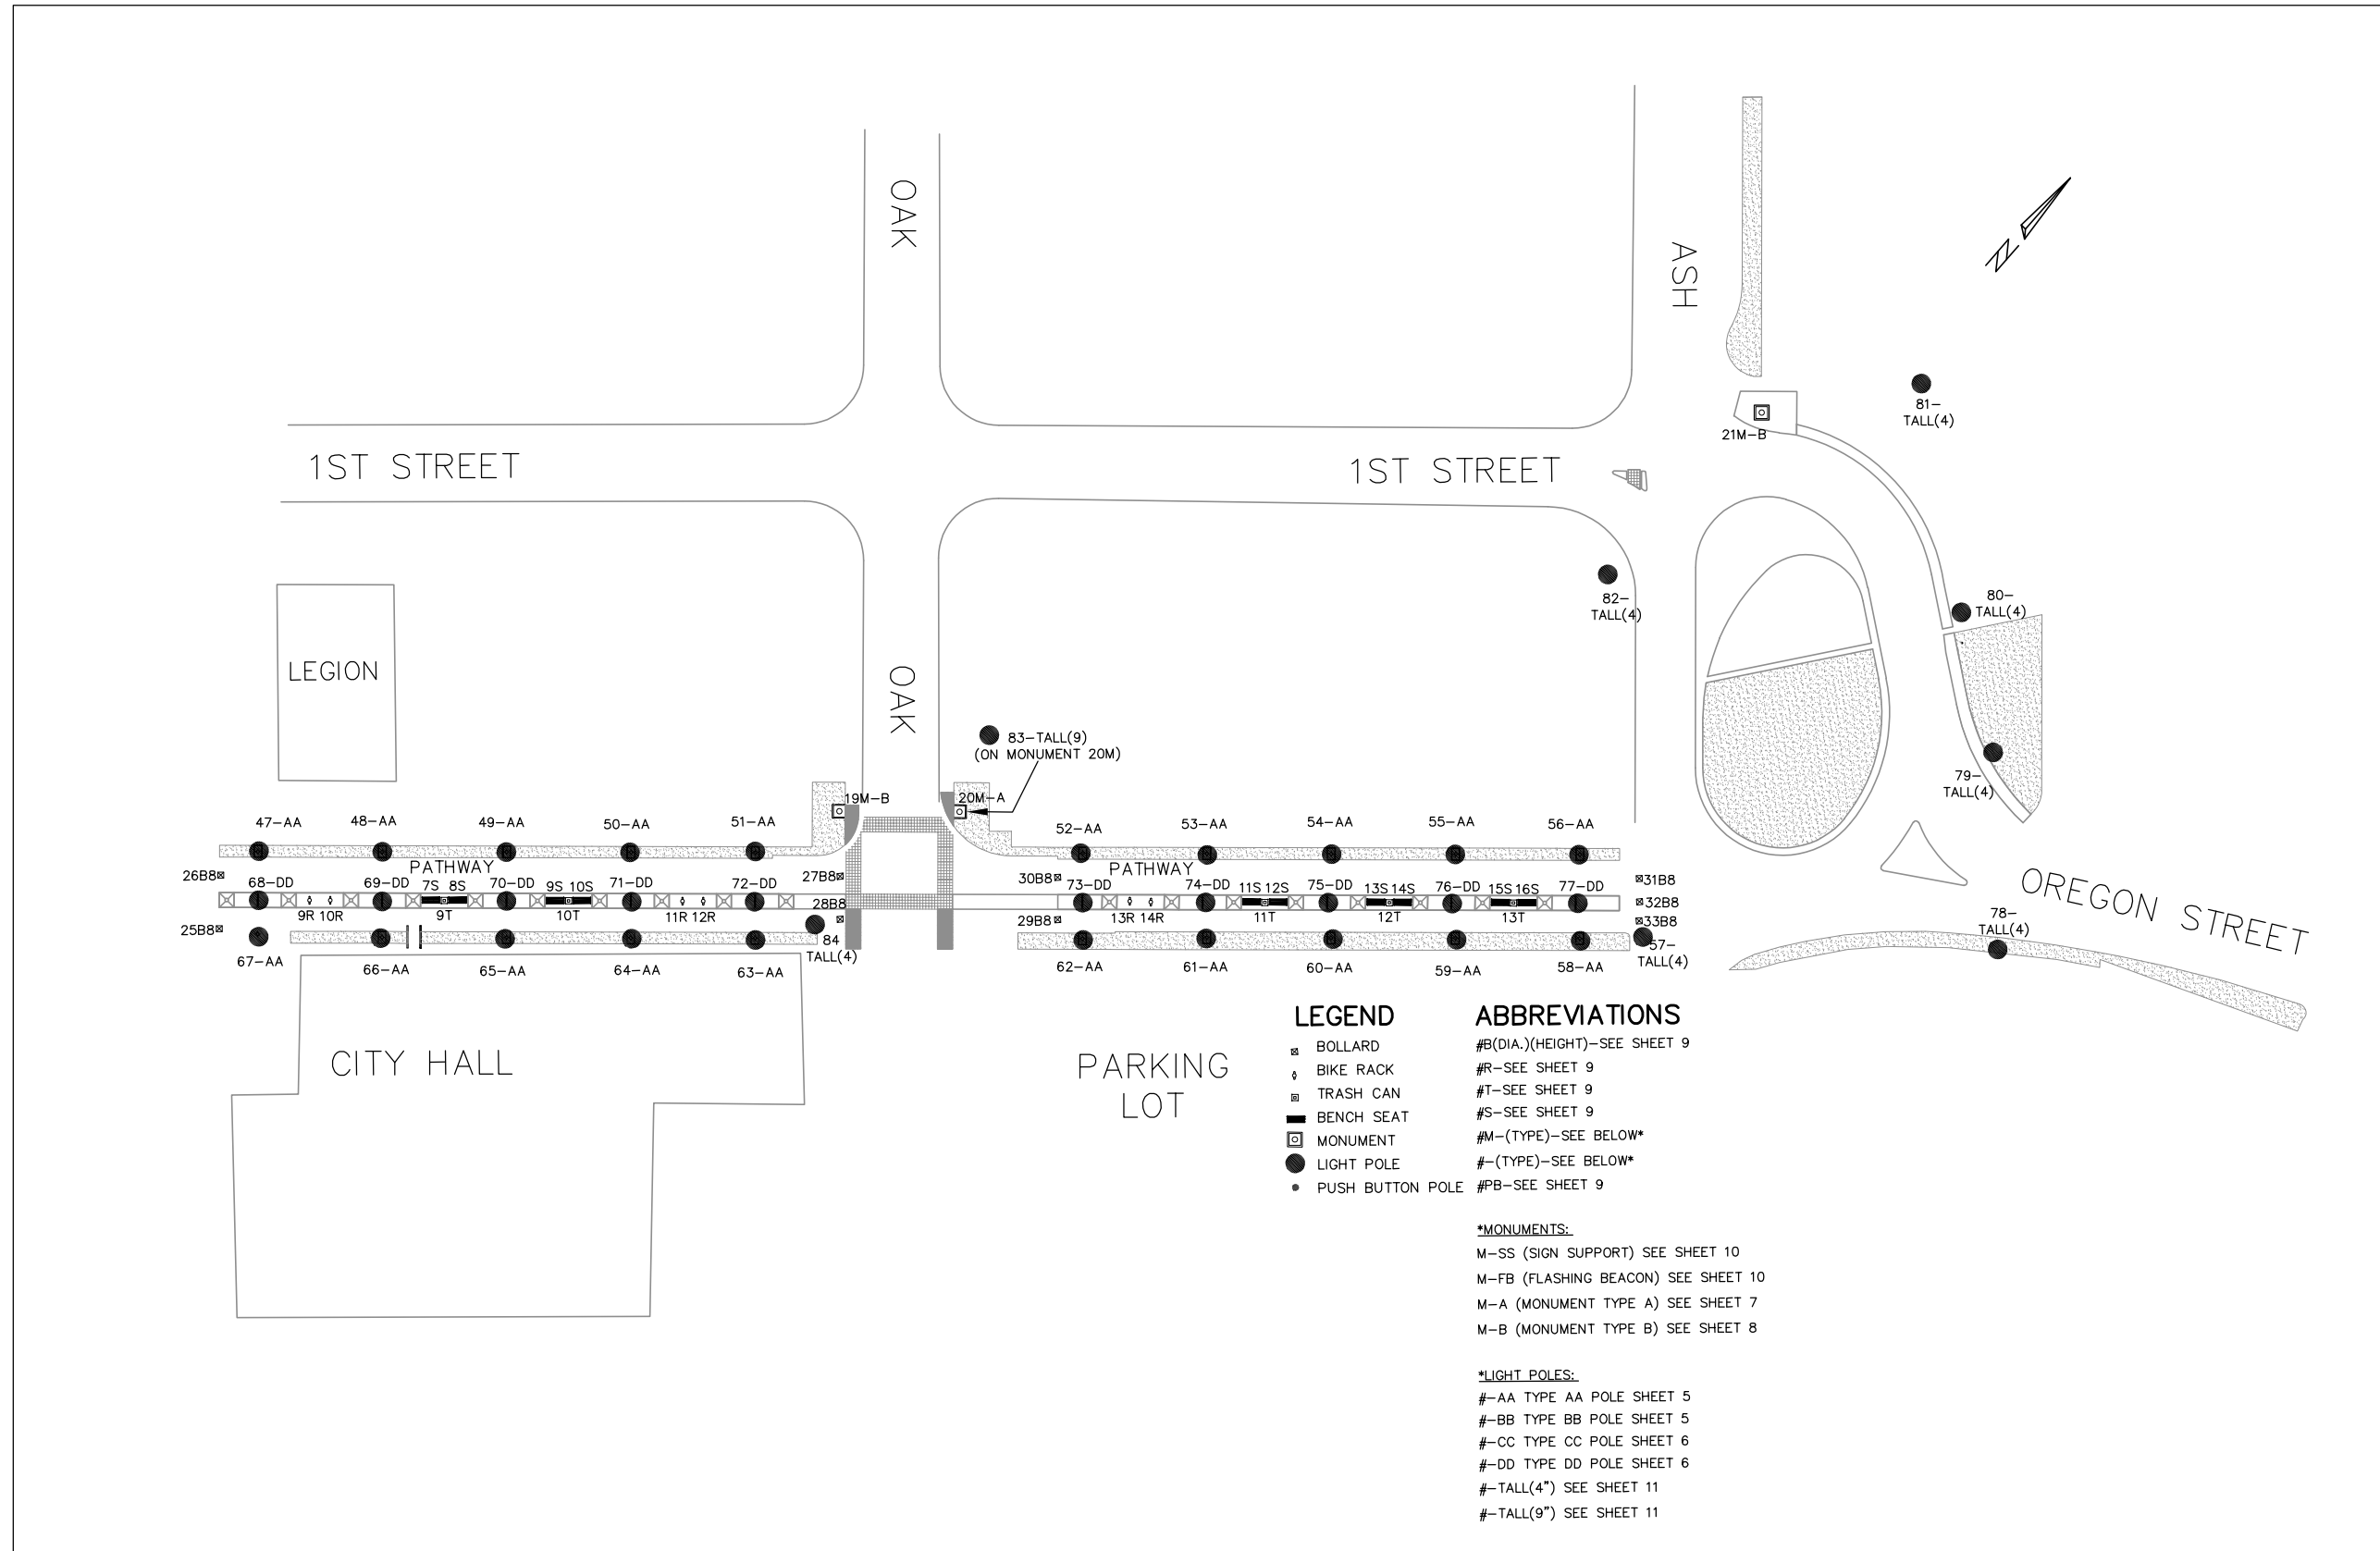 OAK
ASH
N
81-
TALL(4)
21M-B
1ST STREET
1ST STREET
82-
TALL(4)
80-
TALL(4)
LEGION
OAK
83-TALL(9)
(ON MONUMENT 20M)
79-
TALL(4)
19M-B
20M-A
47-AA
48-AA
49-AA
50-AA
51-AA
52-AA
53-AA
54-AA
55-AA
56-AA
PATHWAY
PATHWAY
26B8
68-DD
69-DD
7S 8S
70-DD
9S 10S
71-DD
72-DD
27B8
30B8
73-DD
74-DD
11S 12S
75-DD
13S 14S
76-DD
15S 16S
77-DD
31B8
OREGON STREET
28B8
32B8
9R 10R
9T
10T
11R 12R
29B8
13R 14R
11T
12T
13T
33B8
25B8
78-
TALL(4)
84
TALL(4)
57-
TALL(4)
67-AA
66-AA
65-AA
64-AA
63-AA
62-AA
61-AA
60-AA
59-AA
58-AA
CITY HALL
PARKING
LOT
LEGEND
BOLLARD
BIKE RACK
TRASH CAN
BENCH SEAT
MONUMENT
LIGHT POLE
PUSH BUTTON POLE
ABBREVIATIONS
#B(DIA.)(HEIGHT)-SEE SHEET 9
#R-SEE SHEET 9
#T-SEE SHEET 9
#S-SEE SHEET 9
#M-(TYPE)-SEE BELOW*
#-(TYPE)-SEE BELOW*
#PB-SEE SHEET 9
*MONUMENTS:
M-SS (SIGN SUPPORT) SEE SHEET 10
M-FB (FLASHING BEACON) SEE SHEET 10
M-A (MONUMENT TYPE A) SEE SHEET 7
M-B (MONUMENT TYPE B) SEE SHEET 8
*LIGHT POLES:
#-AA TYPE AA POLE SHEET 5
#-BB TYPE BB POLE SHEET 5
#-CC TYPE CC POLE SHEET 6
#-DD TYPE DD POLE SHEET 6
#-TALL(4") SEE SHEET 11
#-TALL(9") SEE SHEET 11